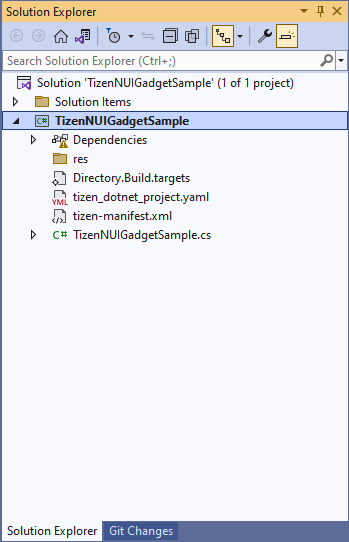 Solution Explorer
Search Solution Explorer (Ctrl+;)
Solution 'TizenNUIGadgetSample' (1 of 1 project)
Solution Items
C# TizenNUIGadgetSample
Dependencies
res
Directory.Build.targets
YML tizen_dotnet_project.yaml
tizen-manifest.xml
C# TizenNUIGadgetSample.cs
Solution Explorer Git Changes